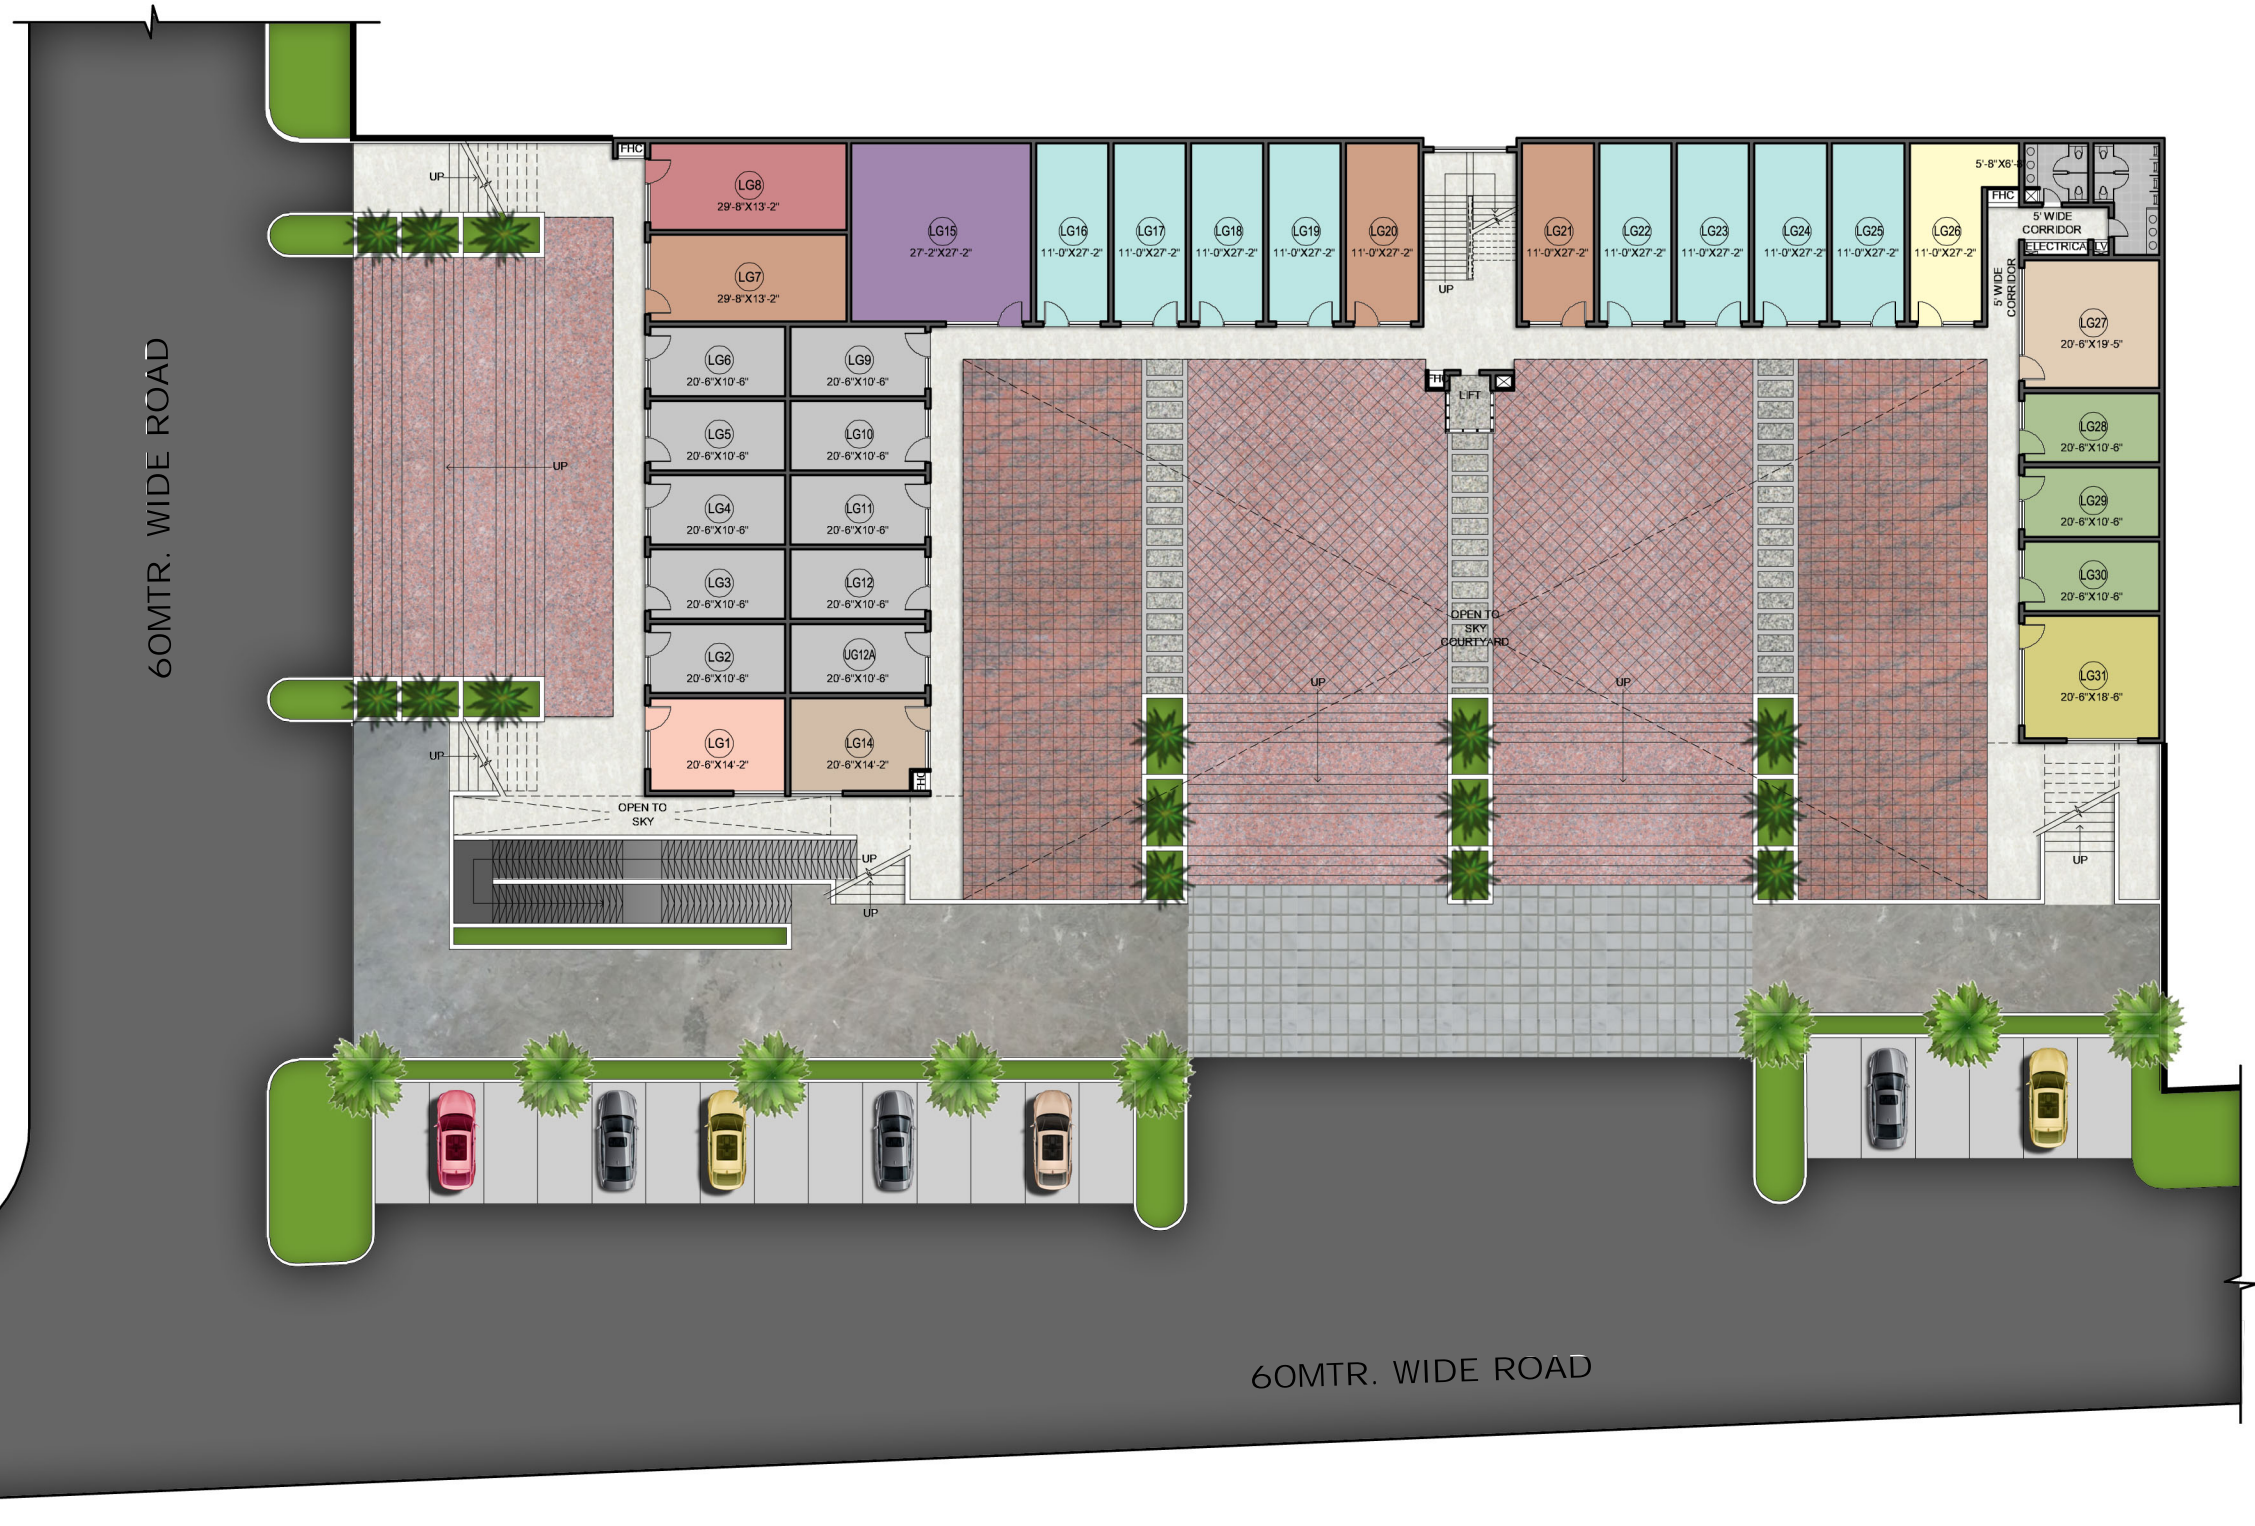 FHC
UP
LG8
29'-8"X13'-2"
LG7
29'-8"X13'-2"
LG15
27'-2"X27'-2"
LG16
11'-0"X27'-2"
LG17
11'-0"X27'-2"
LG18
11'-0"X27'-2"
LG19
11'-0"X27'-2"
LG20
11'-0"X27'-2"
UP
LG21
11'-0"X27'-2"
LG22
11'-0"X27'-2"
LG23
11'-0"X27'-2"
LG24
11'-0"X27'-2"
LG25
11'-0"X27'-2"
LG26
11'-0"X27'-2"
5'-8"X6'-8"
FHC
5' WIDE
CORRIDOR
ELECTRICAL
LV
5' WIDE
CORRIDOR
LG27
20'-6"X19'-5"
LG28
20'-6"X10'-6"
LG29
20'-6"X10'-6"
LG30
20'-6"X10'-6"
LG31
20'-6"X18'-6"
UP
LG6
20'-6"X10'-6"
LG9
20'-6"X10'-6"
LG5
20'-6"X10'-6"
LG10
20'-6"X10'-6"
LG4
20'-6"X10'-6"
LG11
20'-6"X10'-6"
LG3
20'-6"X10'-6"
LG12
20'-6"X10'-6"
LG2
20'-6"X10'-6"
UG12A
20'-6"X10'-6"
LG1
20'-6"X14'-2"
LG14
20'-6"X14'-2"
FHC
FHC
LIFT
OPEN TO
SKY
COURTYARD
UP
UP
UP
UP
OPEN TO
SKY
UP
UP
60MTR. WIDE ROAD
60MTR. WIDE ROAD